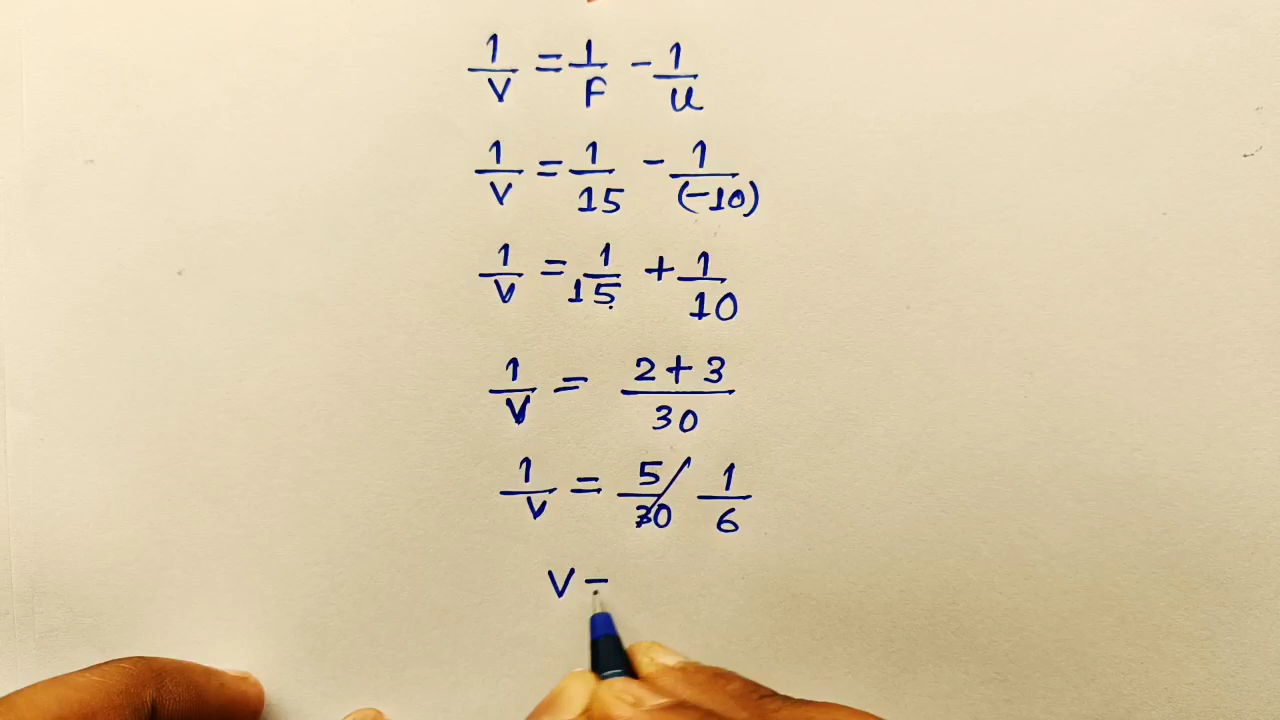 1/V = 1/F - 1/u
1/V = 1/15 - 1/(-10)
1/V = 1/15 + 1/10
1/V = 2+3/30
1/V = 5/30 1/6
V -